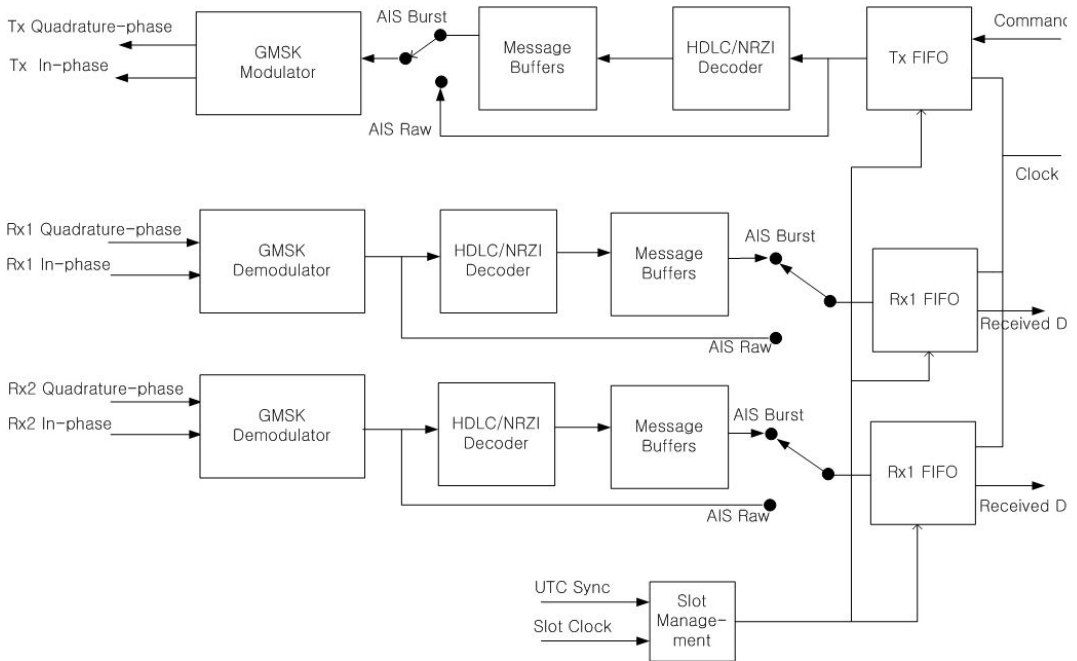 Tx Quadrature-phase
Tx In-phase
GMSK
Modulator
AIS Burst
AIS Raw
Message
Buffers
HDLC/NRZI
Decoder
Tx FIFO
Command
Clock
Rx1 Quadrature-phase
Rx1 In-phase
GMSK
Demodulator
HDLC/NRZI
Decoder
Message
Buffers
AIS Burst
AIS Raw
Rx1 FIFO
Received D
Rx2 Quadrature-phase
Rx2 In-phase
GMSK
Demodulator
HDLC/NRZI
Decoder
Message
Buffers
AIS Burst
AIS Raw
Rx1 FIFO
Received D
UTC Sync
Slot Clock
Slot
Manage-
ment